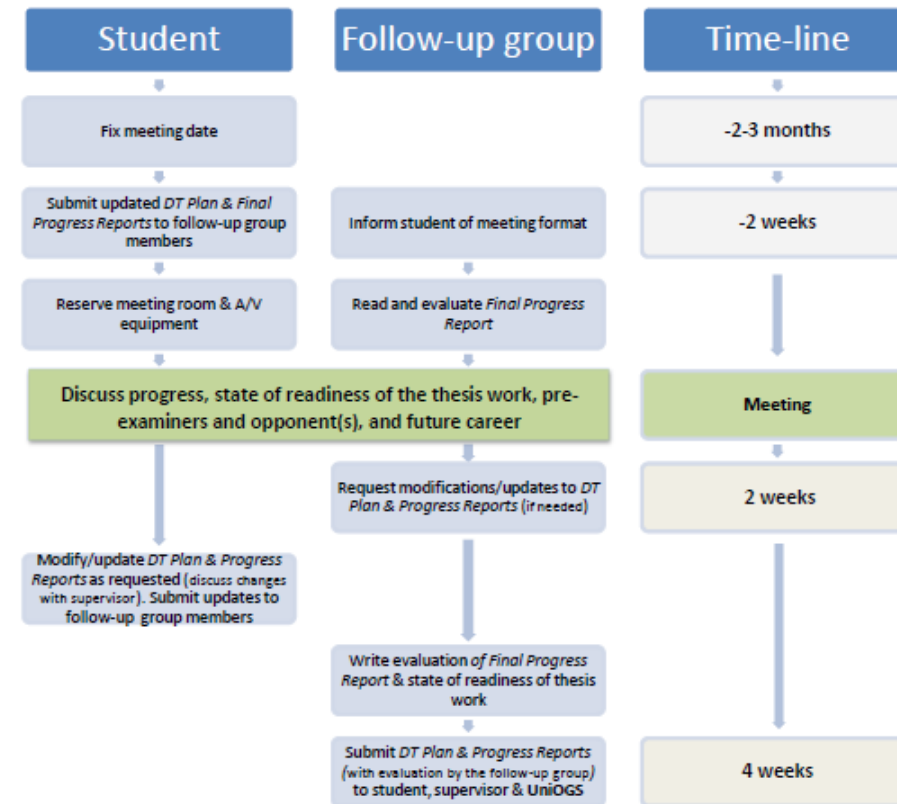 Student
Follow-up group
Time-line
Fix meeting date
-2-3 months
Submit updated DT Plan & Final
Progress Reports to follow-up group
members
Inform student of meeting format
-2 weeks
Reserve meeting room & A/V
equipment
Read and evaluate Final Progress
Report
Discuss progress, state of readiness of the thesis work, pre-
examiners and opponent(s), and future career
Meeting
Request modifications/updates to DT
Plan & Progress Reports (if needed)
2 weeks
Modify/update DT Plan & Progress
Reports as requested (discuss changes
with supervisor). Submit updates to
follow-up group members
Write evaluation of Final Progress
Report & state of readiness of thesis
work
Submit DT Plan & Progress Reports
(with evaluation by the follow-up group)
to student, supervisor & UniOGS
4 weeks